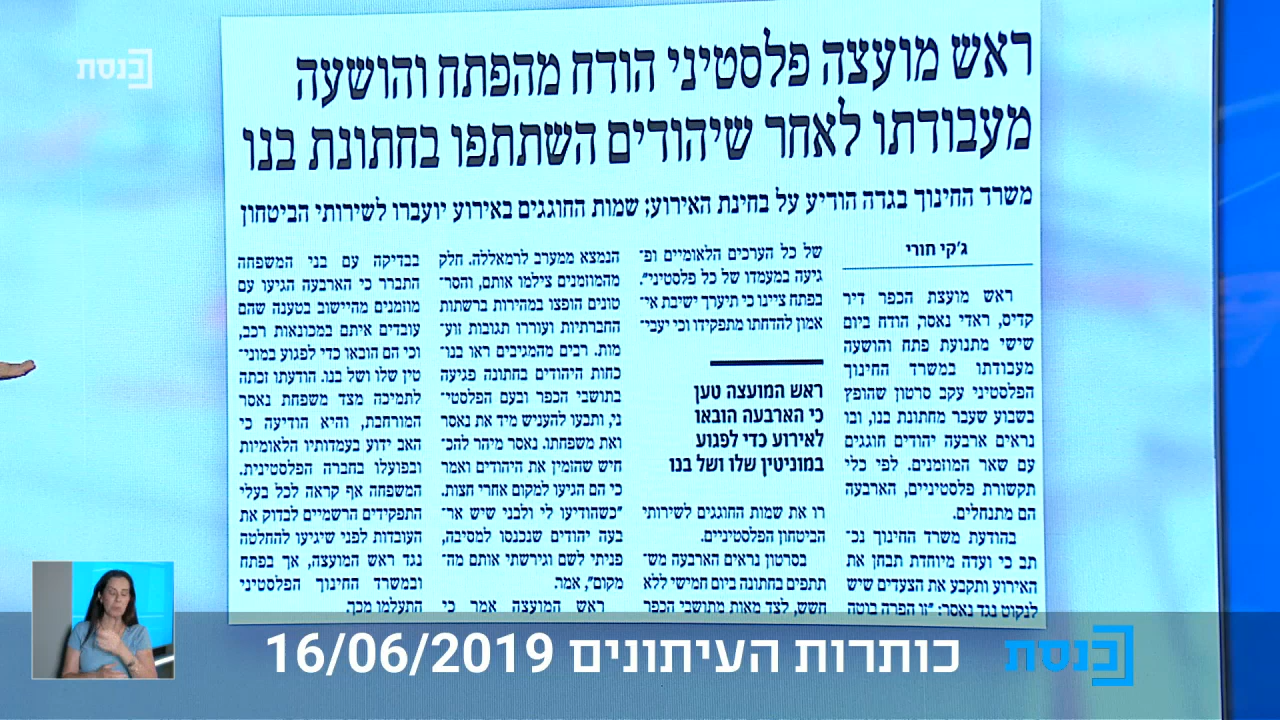 כנסת
ראש מועצה פלסטיני הודח מהפתח והושעה
מעבודתו לאחר שיהודים השתתפו בחתונת בנו
משרד החינוך בגדה הודיע על בחינת האירוע; שמות החוגגים באירוע יועברו לשירותי הביטחון
ג'קי חורי
ראש מועצת הכפר דיר
קדיס, ראדי נאסר, הודח ביום
שישי מתנועת פתח והושעה
מעבודתו במשרד החינוך
הפלסטיני עקב סרטון שהופץ
בשבוע שעבר מחתונת בנו, ובו
נראים ארבעה יהודים חוגגים
עם שאר המוזמנים. לפי כלי
תקשורת פלסטיניים, הארבעה
הם מתנחלים.
בהודעת משרד החינוך נכ־
תב כי ועדה מיוחדת תבחן את
האירוע ותקבע את הצעדים שיש
לנקוט נגד נאסר: "זו הפרה בוטה
של כל הערכים הלאומיים ופ־
גיעה במעמדו של כל פלסטיני".
בפתח ציינו כי תיערך ישיבת אי־
אמון להדחתו מתפקידו וכי יעבי־
ראש המועצה טען
כי הארבעה הובאו
לאירוע כדי לפגוע
במוניטין שלו ושל בנו
רו את שמות החוגגים לשירותי
הביטחון הפלסטיניים.
בסרטון נראים הארבעה מש־
תתפים בחתונה ביום חמישי ללא
חשש, לצד מאות מתושבי הכפר
הנמצא ממערב לרמאללה. חלק
מהמוזמנים צילמו אותם, והסר־
טונים הופצו במהירות ברשתות
החברתיות ועוררו תגובות זוע־
מות. רבים מהמגיבים ראו בנו־
כחות היהודים בחתונה פגיעה
בתושבי הכפר ובעם הפלסטי־
ני, ותבעו להעניש מיד את נאסר
ואת משפחתו. נאסר מיהר להכ־
חיש שהזמין את היהודים ואמר
כי הם הגיעו למקום אחרי חצות.
"כשהודיעו לי ולבני שיש אר־
בעה יהודים שנכנסו למסיבה,
פניתי לשם וגירשתי אותם מה־
מקום", אמר.
ראש המועצה אמר כי
בבדיקה עם בני המשפחה
התברר כי הארבעה הגיעו עם
מוזמנים מהיישוב בטענה שהם
עובדים איתם במכונאות רכב,
וכי הם הובאו כדי לפגוע במוני־
טין שלו ושל בנו. הודעתו זכתה
לתמיכה מצד משפחת נאסר
המורחבת, והיא הודיעה כי
האב ידוע בעמדותיו הלאומיות
ובפועלו בחברה הפלסטינית.
המשפחה אף קראה לכל בעלי
התפקידים הרשמיים לבדוק את
העובדות לפני שיגיעו להחלטה
נגד ראש המועצה, אך בפתח
ובמשרד החינוך הפלסטיני
התעלמו מכך.
כנסת כותרות העיתונים 16/06/2019